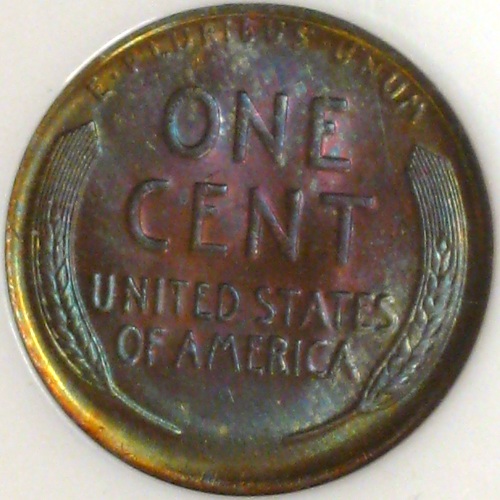 E·PLURIBUS·UNUM
ONE
CENT
UNITED STATES
OF AMERICA